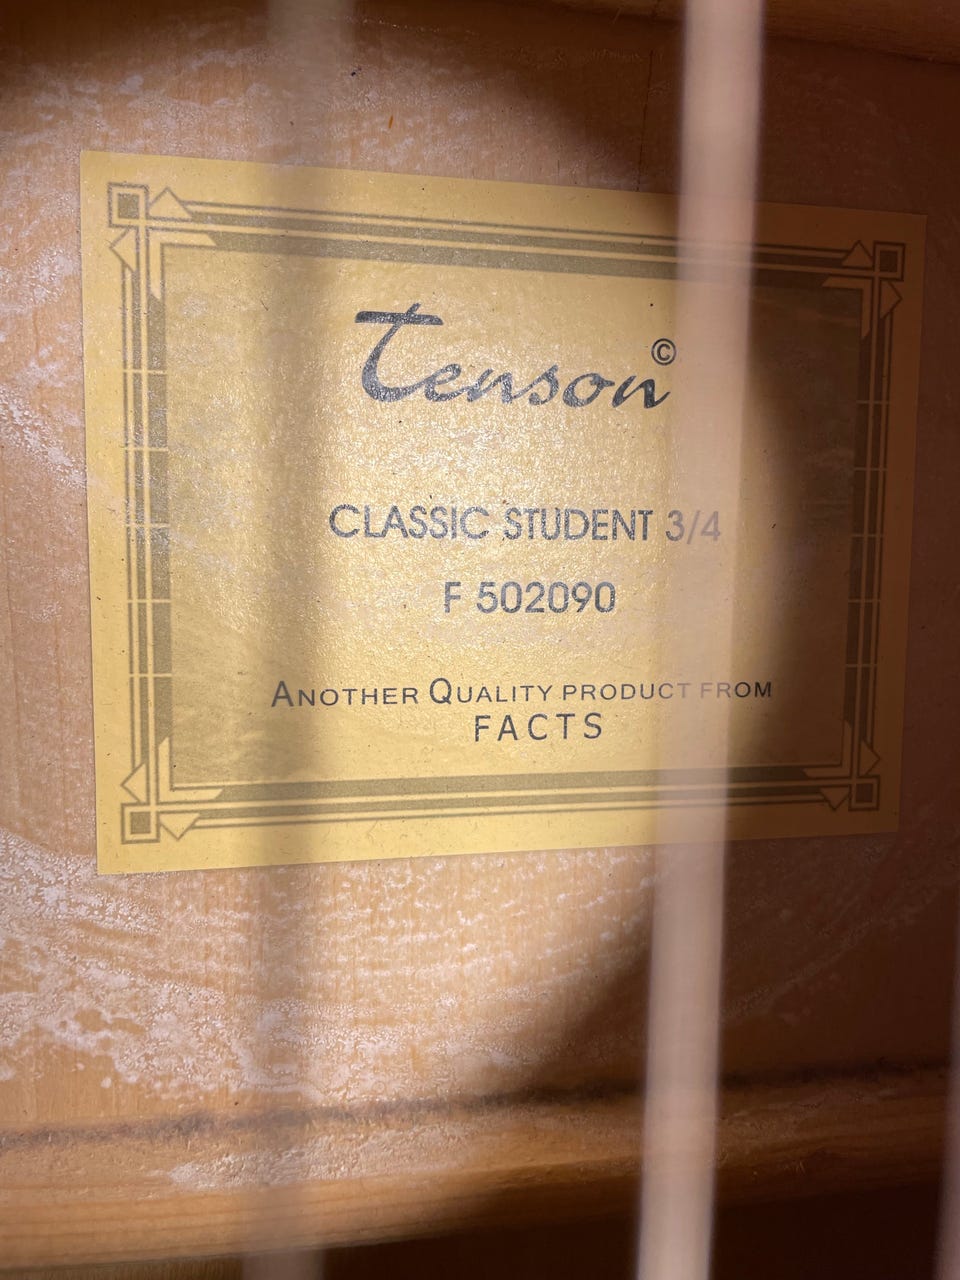 Tenson©
CLASSIC STUDENT 3/4
F 502090
ANOTHER QUALITY PRODUCT FROM
FACTS